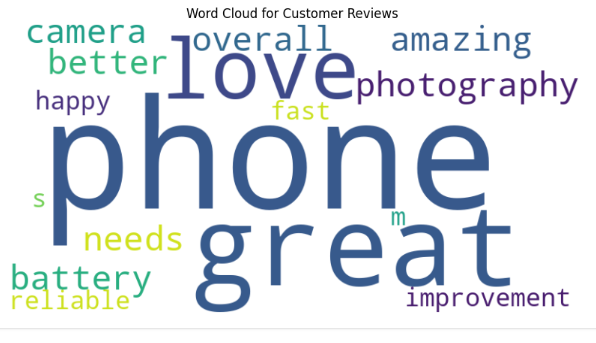 Word Cloud for Customer Reviews
camera
overall
amazing
better
love
photography
happy
fast
phone
s
m
needs
great
battery
reliable
improvement